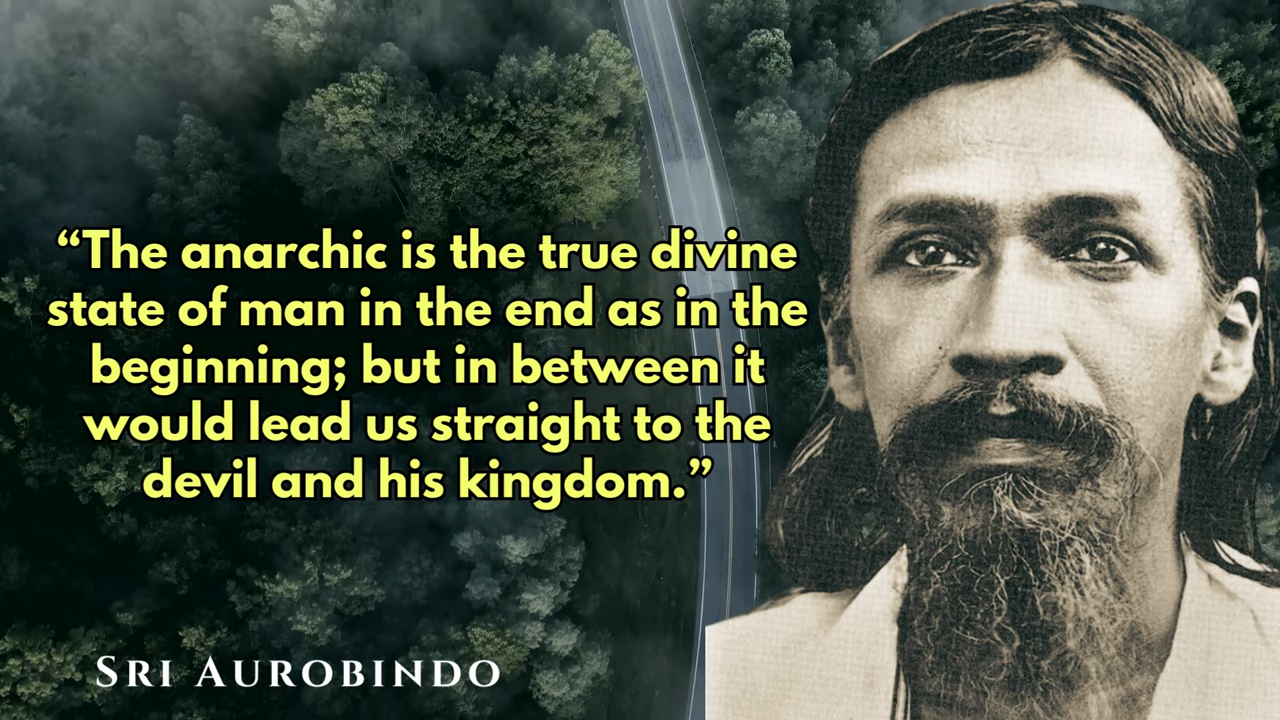 “The anarchic is the true divine
state of man in the end as in the
beginning; but in between it
would lead us straight to the
devil and his kingdom.”
Sri Aurobindo